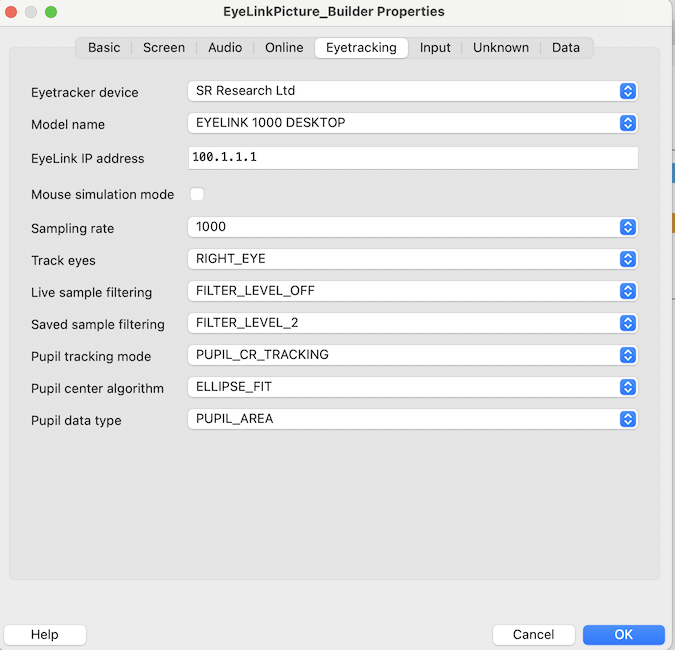 EyeLinkPicture_Builder Properties
Basic Screen Audio Online Eyetracking Input Unknown Data
Eyetracker device SR Research Ltd
Model name EYELINK 1000 DESKTOP
EyeLink IP address 100.1.1.1
Mouse simulation mode
Sampling rate 1000
Track eyes RIGHT_EYE
Live sample filtering FILTER_LEVEL_OFF
Saved sample filtering FILTER_LEVEL_2
Pupil tracking mode PUPIL_CR_TRACKING
Pupil center algorithm ELLIPSE_FIT
Pupil data type PUPIL_AREA
Help Cancel OK